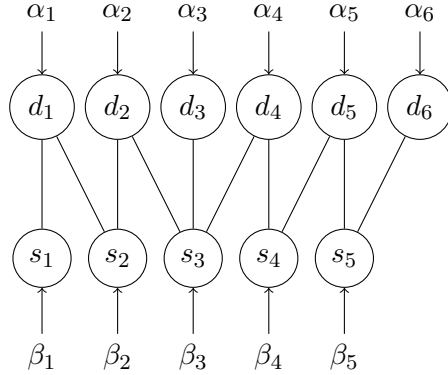 α₁ α₂ α₃ α₄ α₅ α₆
d₁ d₂ d₃ d₄ d₅ d₆
s₁ s₂ s₃ s₄ s₅
β₁ β₂ β₃ β₄ β₅